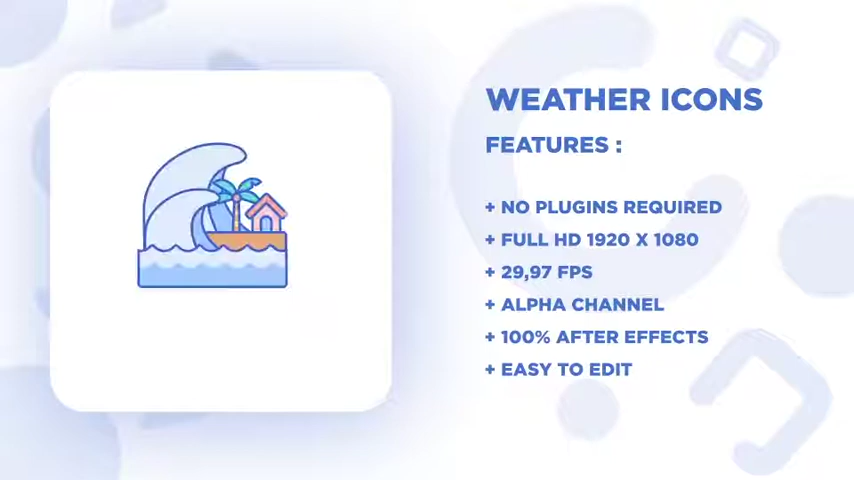 WEATHER ICONS
FEATURES :
+ NO PLUGINS REQUIRED
+ FULL HD 1920 X 1080
+ 29,97 FPS
+ ALPHA CHANNEL
+ 100% AFTER EFFECTS
+ EASY TO EDIT